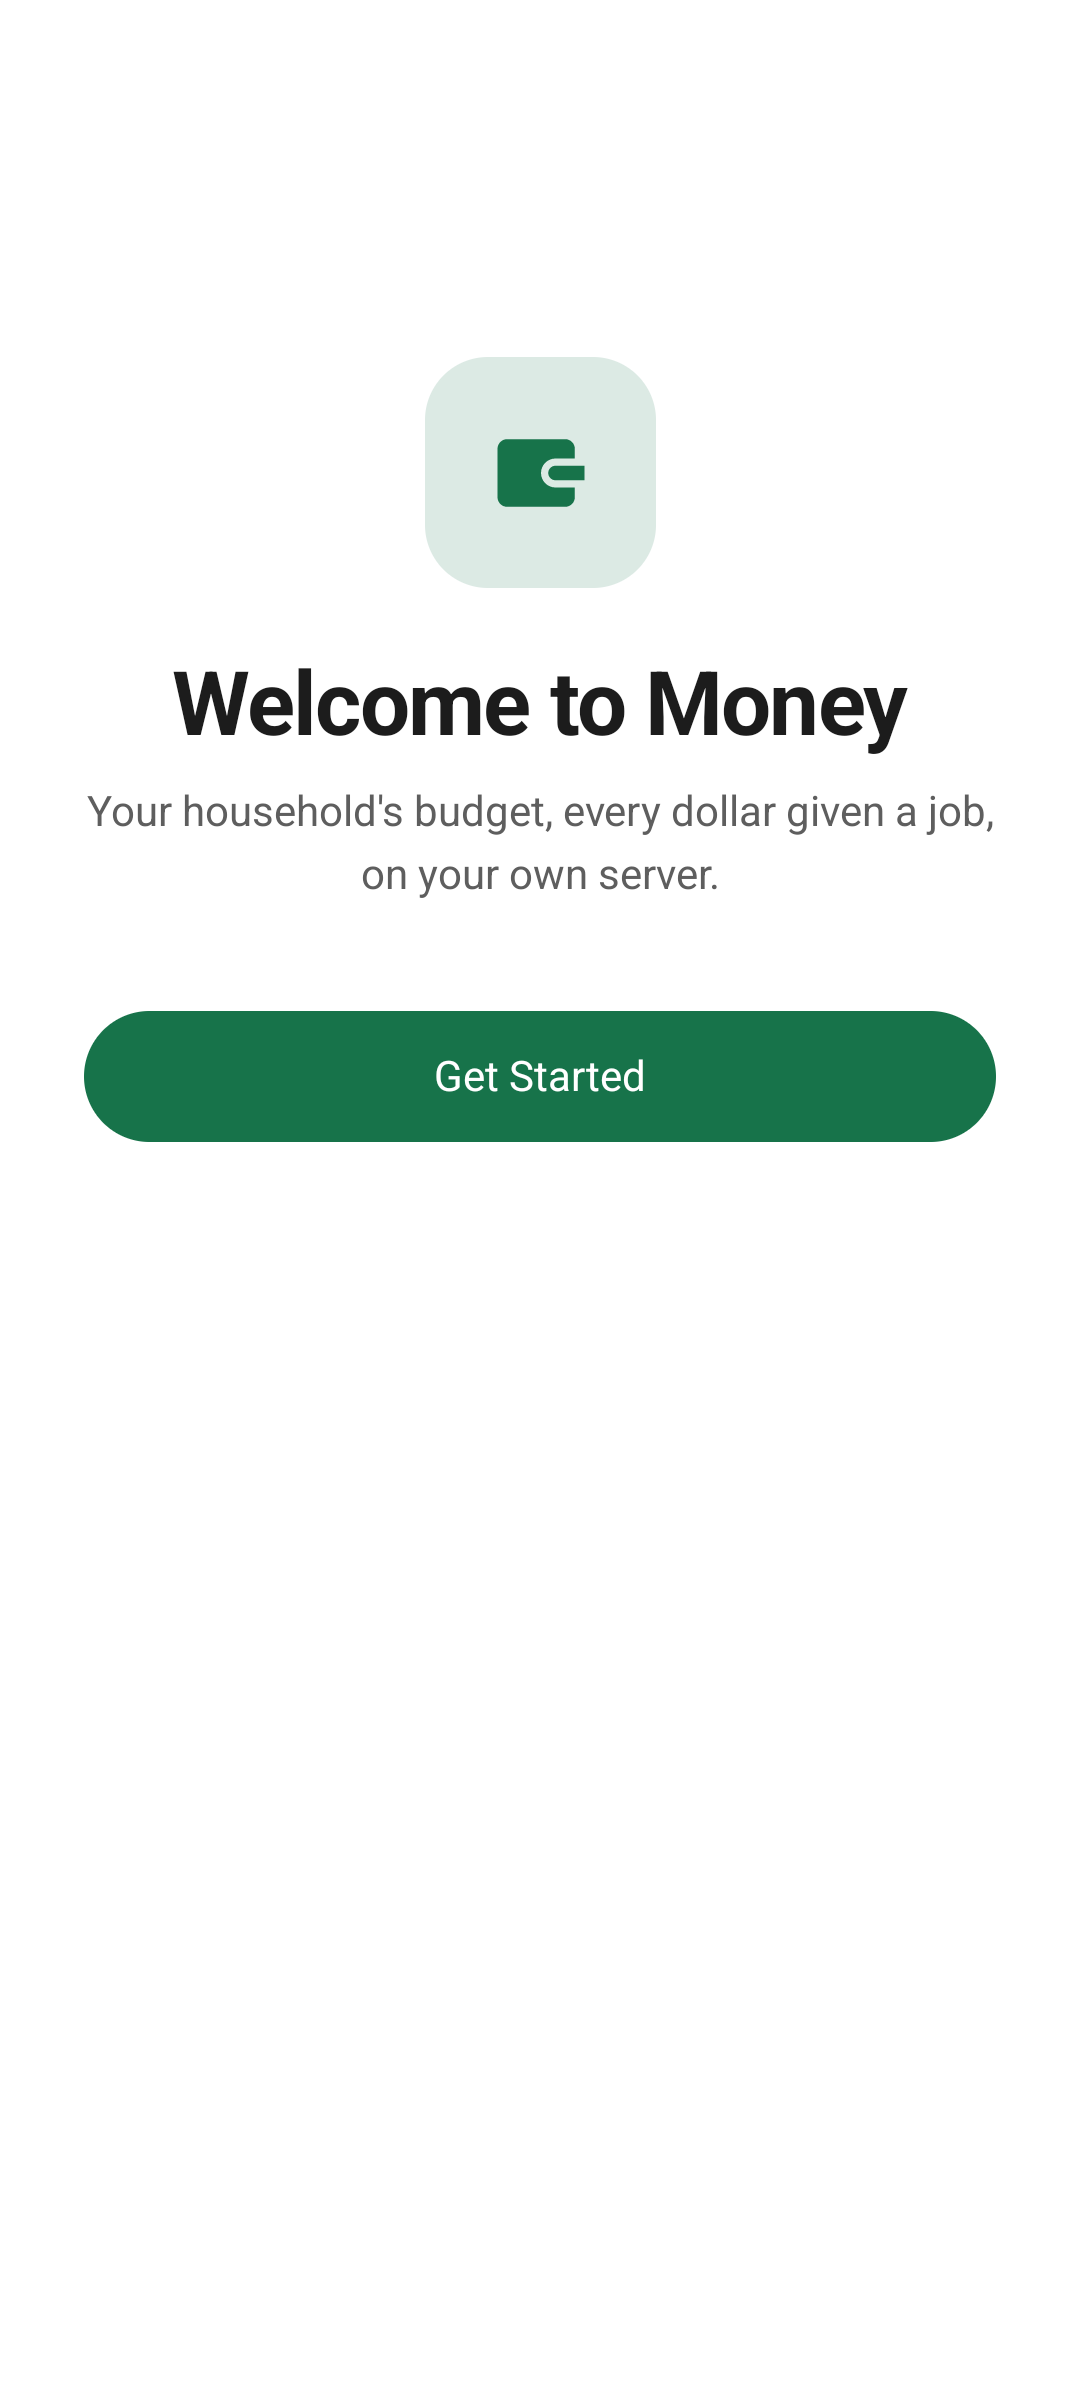 Welcome to Money
Your household's budget, every dollar given a job,
on your own server.
Get Started